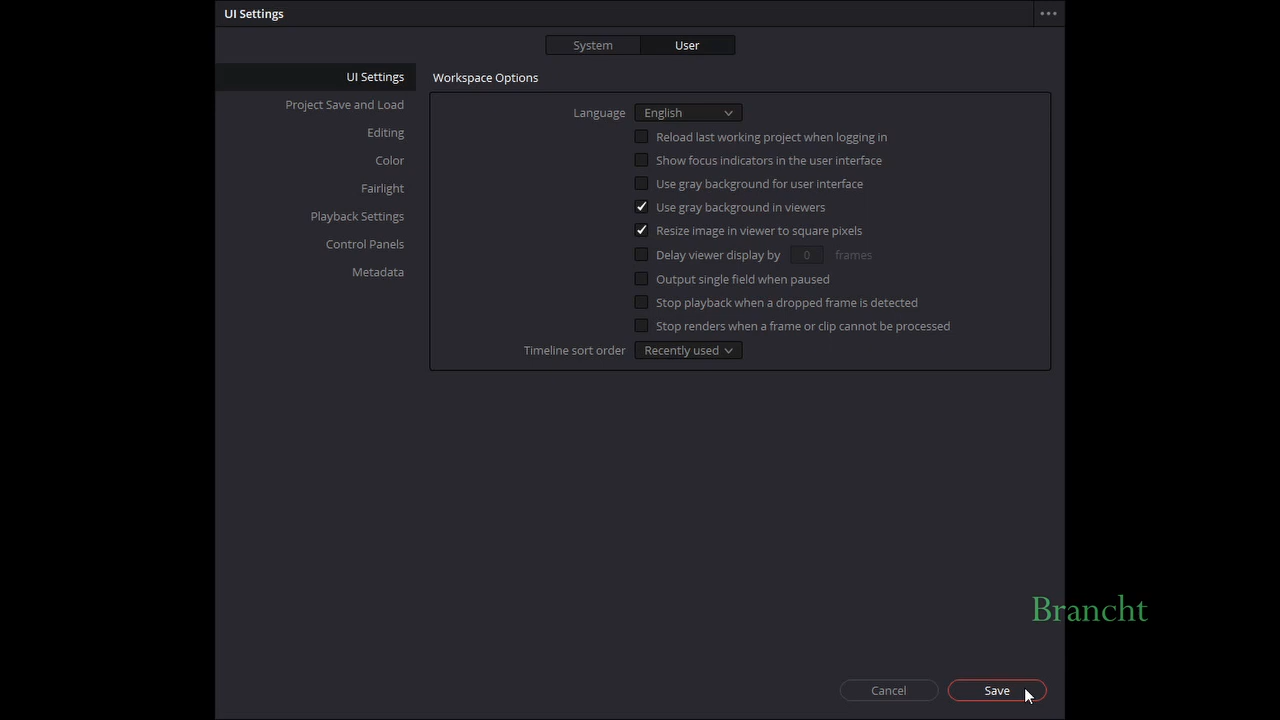 UI Settings
System
User
UI Settings
Project Save and Load
Editing
Color
Fairlight
Playback Settings
Control Panels
Metadata
Workspace Options
Language English
Reload last working project when logging in
Show focus indicators in the user interface
Use gray background for user interface
Use gray background in viewers
Resize image in viewer to square pixels
Delay viewer display by 0 frames
Output single field when paused
Stop playback when a dropped frame is detected
Stop renders when a frame or clip cannot be processed
Timeline sort order Recently used
Brancht
Cancel
Save